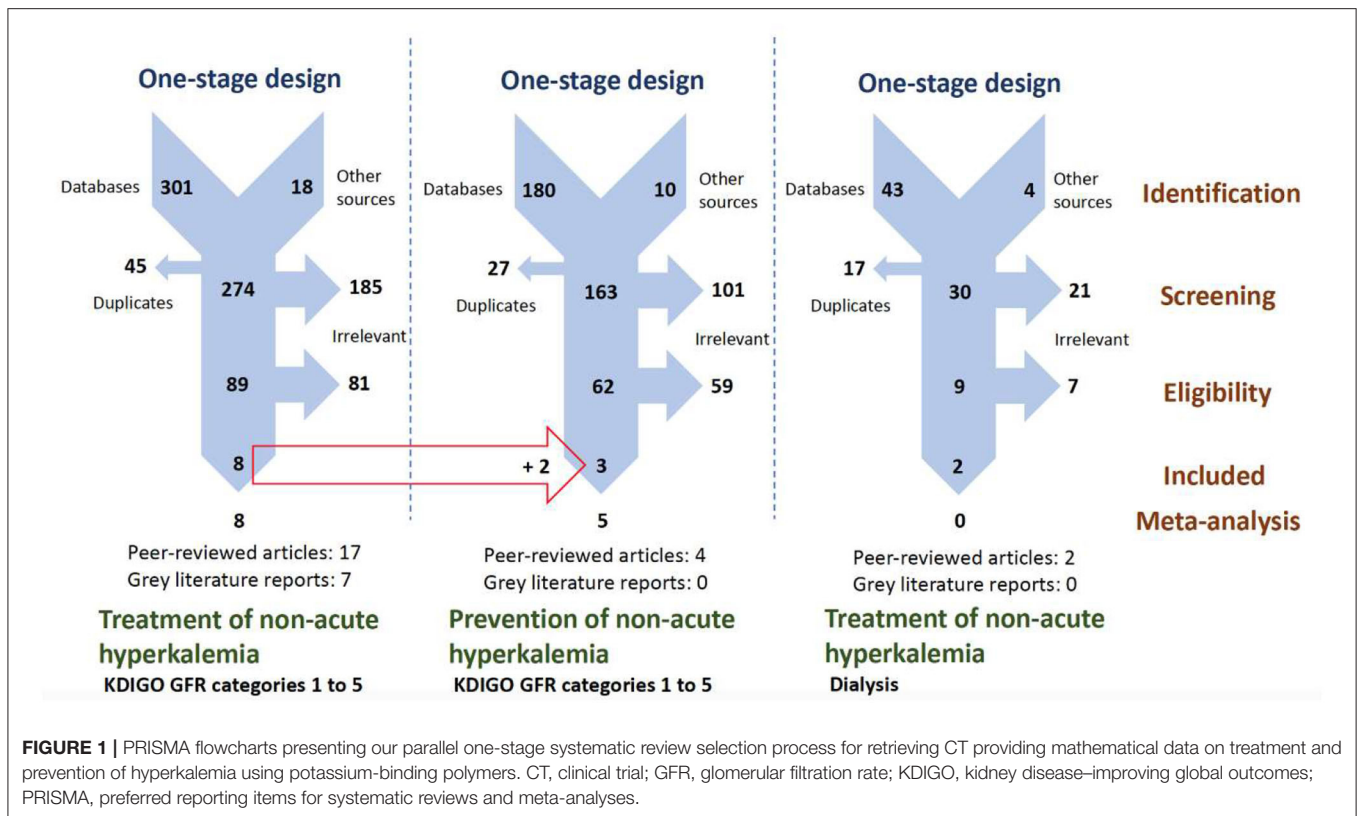 One-stage design
One-stage design
One-stage design
Databases 301 18 Other sources
Databases 180 10 Other sources
Databases 43 4 Other sources
Identification
45 Duplicates 274 185 Irrelevant
27 Duplicates 163 101 Irrelevant
17 Duplicates 30 21 Irrelevant
Screening
89 81
62 59
9 7
Eligibility
8 + 2 3 2 Included
8 5 0 Meta-analysis
Peer-reviewed articles: 17
Grey literature reports: 7
Treatment of non-acute
hyperkalemia
KDIGO GFR categories 1 to 5
Peer-reviewed articles: 4
Grey literature reports: 0
Prevention of non-acute
hyperkalemia
KDIGO GFR categories 1 to 5
Peer-reviewed articles: 2
Grey literature reports: 0
Treatment of non-acute
hyperkalemia
Dialysis
FIGURE 1 | PRISMA flowcharts presenting our parallel one-stage systematic review selection process for retrieving CT providing mathematical data on treatment and
prevention of hyperkalemia using potassium-binding polymers. CT, clinical trial; GFR, glomerular filtration rate; KDIGO, kidney disease–improving global outcomes;
PRISMA, preferred reporting items for systematic reviews and meta-analyses.